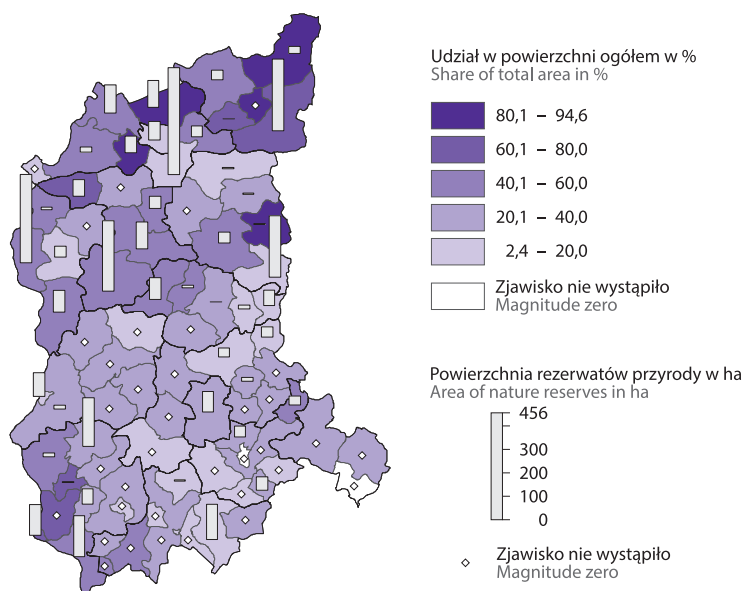 Udział w powierzchni ogółem w %
Share of total area in %
80,1 – 94,6
60,1 – 80,0
40,1 – 60,0
20,1 – 40,0
2,4 – 20,0
Zjawisko nie wystąpiło
Magnitude zero
Powierzchnia rezerwatów przyrody w ha
Area of nature reserves in ha
456
300
200
100
0
Zjawisko nie wystąpiło
Magnitude zero